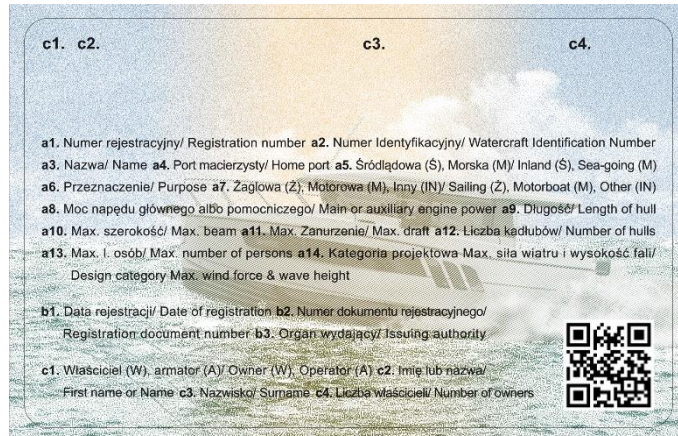 c1. c2. c3. c4.
a1. Numer rejestracyjny/ Registration number a2. Numer Identyfikacyjny/ Watercraft Identification Number
a3. Nazwa/ Name a4. Port macierzysty/ Home port a5. Śródlądowa (Ś), Morska (M)/ Inland (Ś), Sea-going (M)
a6. Przeznaczenie/ Purpose a7. Żaglowa (Ż), Motorowa (M), Inny (IN)/ Sailing (Ż), Motorboat (M), Other (IN)
a8. Moc napędu głównego albo pomocniczego/ Main or auxiliary engine power a9. Długość/ Length of hull
a10. Max. szerokość/ Max. beam a11. Max. Zanurzenie/ Max. draft a12. Liczba kadłubów/ Number of hulls
a13. Max. l. osób/ Max. number of persons a14. Kategoria projektowa Max. siła wiatru i wysokość fali/
Design category Max. wind force & wave height
b1. Data rejestracji/ Date of registration b2. Numer dokumentu rejestracyjnego/
Registration document number b3. Organ wydający/ Issuing authority
c1. Właściciel (W), armator (A)/ Owner (W), Operator (A) c2. Imię lub nazwa/
First name or Name c3. Nazwisko/ Surname c4. Liczba właścicieli/ Number of owners